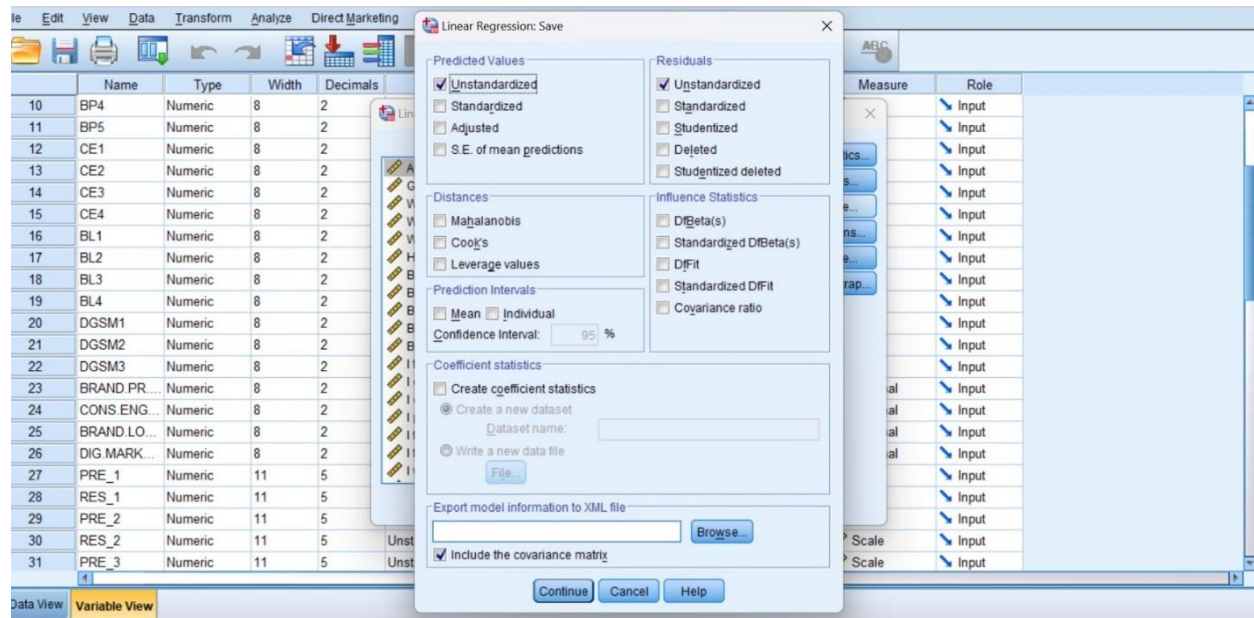 le Edit View Data Transform Analyze Direct Marketing
Linear Regression: Save
Name Type Width Decimals Measure Role
10 BP4 Numeric 8 2 Input
11 BP5 Numeric 8 2 Input
12 CE1 Numeric 8 2 Input
13 CE2 Numeric 8 2 Input
14 CE3 Numeric 8 2 Input
15 CE4 Numeric 8 2 Input
16 BL1 Numeric 8 2 Input
17 BL2 Numeric 8 2 Input
18 BL3 Numeric 8 2 Input
19 BL4 Numeric 8 2 Input
20 DGSM1 Numeric 8 2 Input
21 DGSM2 Numeric 8 2 Input
22 DGSM3 Numeric 8 2 Input
23 BRAND.PR.... Numeric 8 2 al Input
24 CONS.ENG... Numeric 8 2 al Input
25 BRAND.LO... Numeric 8 2 al Input
26 DIG.MARK... Numeric 8 2 al Input
27 PRE_1 Numeric 11 5 Input
28 RES_1 Numeric 11 5 Input
29 PRE_2 Numeric 11 5 Input
30 RES_2 Numeric 11 5 Unst Scale Input
31 PRE_3 Numeric 11 5 Unst Scale Input
Lin
tics...
s...
e...
ns...
e...
rap...
Predicted Values
Unstandardized
Standardized
Adjusted
S.E. of mean predictions
Residuals
Unstandardized
Standardized
Studentized
Deleted
Studentized deleted
Distances
Mahalanobis
Cook's
Leverage values
Influence Statistics
DfBeta(s)
Standardized DfBeta(s)
DfFit
Standardized DfFit
Covariance ratio
Prediction Intervals
Mean Individual
Confidence Interval: 95 %
Coefficient statistics
Create coefficient statistics
Create a new dataset
Dataset name:
Write a new data file
File...
Export model information to XML file
Browse...
Include the covariance matrix
Continue Cancel Help
Data View Variable View